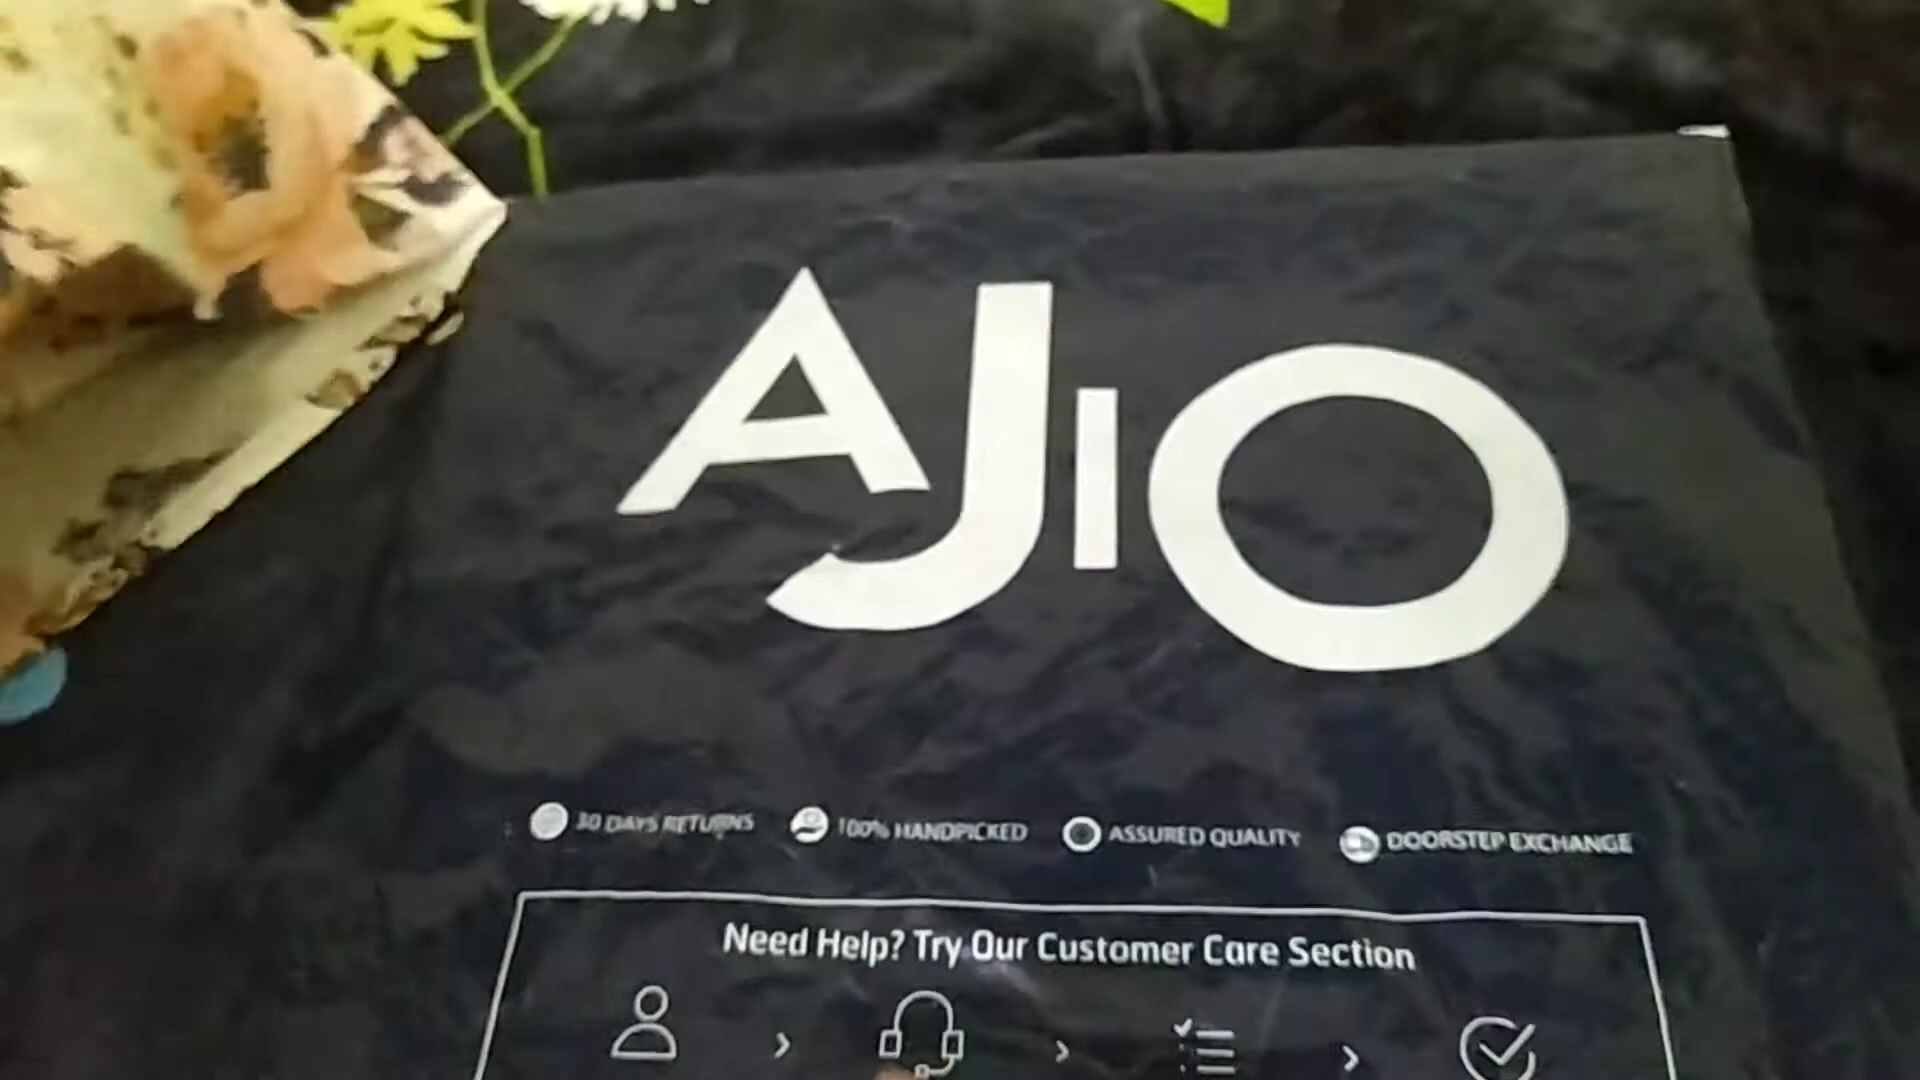 AJIO
30 DAYS RETURNS 100% HANDPICKED ASSURED QUALITY DOORSTEP EXCHANGE
Need Help? Try Our Customer Care Section